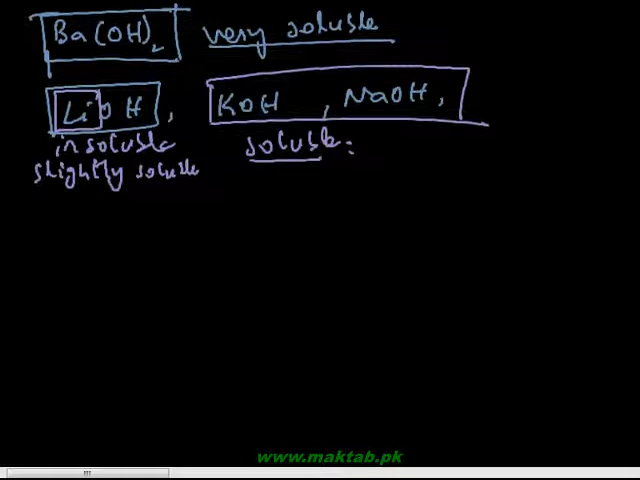 Ba(OH)₂ very soluble
LiOH, KOH, NaOH,
insoluble soluble:
slightly soluble
www.maktab.pk